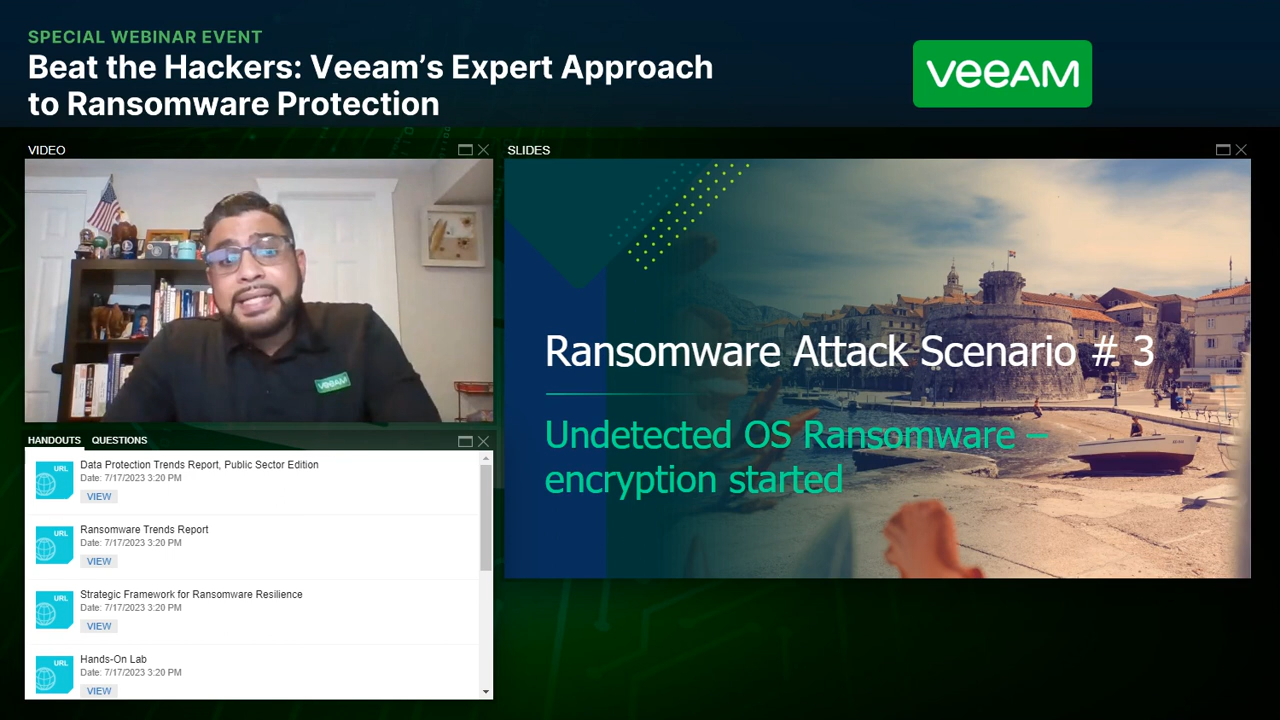 SPECIAL WEBINAR EVENT
Beat the Hackers: Veeam's Expert Approach
to Ransomware Protection
VEEAM
VIDEO
VEEAM
SLIDES
Ransomware Attack Scenario # 3
Undetected OS Ransomware –
encryption started
HANDOUTS QUESTIONS
URL
Data Protection Trends Report, Public Sector Edition
Date: 7/17/2023 3:20 PM
VIEW
URL
Ransomware Trends Report
Date: 7/17/2023 3:20 PM
VIEW
URL
Strategic Framework for Ransomware Resilience
Date: 7/17/2023 3:20 PM
VIEW
URL
Hands-On Lab
Date: 7/17/2023 3:20 PM
VIEW